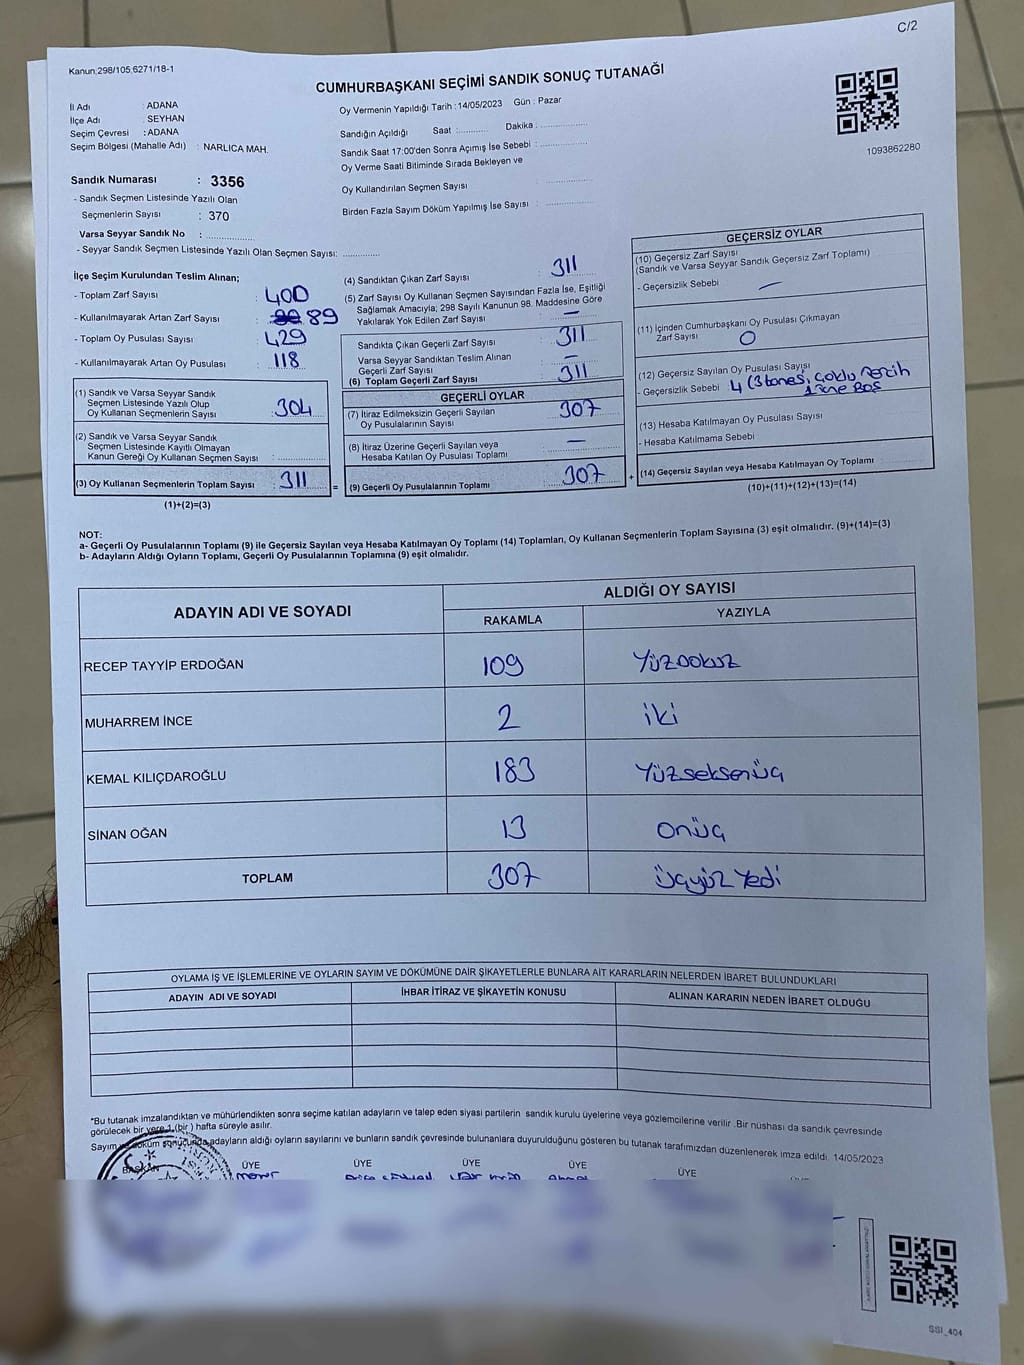 C/2
Kanun:298/105,6271/18-1
CUMHURBAŞKANI SEÇİMİ SANDIK SONUÇ TUTANAĞI
İl Adı : ADANA
İlçe Adı : SEYHAN
Seçim Çevresi : ADANA
Seçim Bölgesi (Mahalle Adı) : NARLICA MAH.
Sandık Numarası : 3356
- Sandık Seçmen Listesinde Yazılı Olan
Seçmenlerin Sayısı : 370
Varsa Seyyar Sandık No : ..............
- Seyyar Sandık Seçmen Listesinde Yazılı Olan Seçmen Sayısı: ..............
Oy Vermenin Yapıldığı Tarih :14/05/2023 Gün : Pazar
Sandığın Açıldığı Saat :........... Dakika : ................
Sandık Saat 17:00'den Sonra Açımış İse Sebebi : ................
Oy Verme Saati Bitiminde Sırada Bekleyen ve
Oy Kullandırılan Seçmen Sayısı : ................
Birden Fazla Sayım Döküm Yapılmış İse Sayısı : ................
1093862280
İlçe Seçim Kurulundan Teslim Alınan;
- Toplam Zarf Sayısı : 400
- Kullanılmayarak Artan Zarf Sayısı : 89
- Toplam Oy Pusulası Sayısı : 429
- Kullanılmayarak Artan Oy Pusulası : 118
(1) Sandık ve Varsa Seyyar Sandık
Seçmen Listesinde Yazılı Olup
Oy Kullanan Seçmenlerin Sayısı : 304
(2) Sandık ve Varsa Seyyar Sandık
Seçmen Listesinde Kayıtlı Olmayan
Kanun Gereği Oy Kullanan Seçmen Sayısı : ..............
(3) Oy Kullanan Seçmenlerin Toplam Sayısı : 311
(1)+(2)=(3)
=
(4) Sandıktan Çıkan Zarf Sayısı : 311
(5) Zarf Sayısı Oy Kullanan Seçmen Sayısından Fazla İse, Eşitliği
Sağlamak Amacıyla; 298 Sayılı Kanunun 98. Maddesine Göre
Yakılarak Yok Edilen Zarf Sayısı : —
Sandıkta Çıkan Geçerli Zarf Sayısı : 311
Varsa Seyyar Sandıktan Teslim Alınan
Geçerli Zarf Sayısı : —
(6) Toplam Geçerli Zarf Sayısı : 311
GEÇERLİ OYLAR
(7) İtiraz Edilmeksizin Geçerli Sayılan
Oy Pusulalarının Sayısı : 307
(8) İtiraz Üzerine Geçerli Sayılan veya
Hesaba Katılan Oy Pusulası Toplamı : —
(9) Geçerli Oy Pusulalarının Toplamı : 307
+
GEÇERSİZ OYLAR
(10) Geçersiz Zarf Sayısı
(Sandık ve Varsa Seyyar Sandık Geçersiz Zarf Toplamı)
- Geçersizlik Sebebi —
(11) İçinden Cumhurbaşkanı Oy Pusulası Çıkmayan
Zarf Sayısı 0
(12) Geçersiz Sayılan Oy Pusulası Sayısı
- Geçersizlik Sebebi 4 (3 tanesi çoklu tercih
1 tane Boş
(13) Hesaba Katılmayan Oy Pusulası Sayısı
- Hesaba Katılmama Sebebi
(14) Geçersiz Sayılan veya Hesaba Katılmayan Oy Toplamı
(10)+(11)+(12)+(13)=(14)
NOT:
a- Geçerli Oy Pusulalarının Toplamı (9) ile Geçersiz Sayılan veya Hesaba Katılmayan Oy Toplamı (14) Toplamları, Oy Kullanan Seçmenlerin Toplam Sayısına (3) eşit olmalıdır. (9)+(14)=(3)
b- Adayların Aldığı Oyların Toplamı, Geçerli Oy Pusulalarının Toplamına (9) eşit olmalıdır.
ADAYIN ADI VE SOYADI
ALDIĞI OY SAYISI
RAKAMLA YAZIYLA
RECEP TAYYİP ERDOĞAN 109 Yüzdokuz
MUHARREM İNCE 2 iki
KEMAL KILIÇDAROĞLU 183 Yüzseksenüç
SİNAN OĞAN 13 onüç
TOPLAM 307 Üçyüz Yedi
OYLAMA İŞ VE İŞLEMLERİNE VE OYLARIN SAYIM VE DÖKÜMÜNE DAİR ŞİKAYETLERLE BUNLARA AİT KARARLARIN NELERDEN İBARET BULUNDUKLARI
ADAYIN ADI VE SOYADI İHBAR İTİRAZ VE ŞİKAYETİN KONUSU ALINAN KARARIN NEDEN İBARET OLDUĞU
*Bu tutanak imzalandıktan ve mühürlendikten sonra seçime katılan adayların ve talep eden siyasi partilerin sandık kurulu üyelerine veya gözlemcilerine verilir .Bir nüshası da sandık çevresinde
görülecek bir yere 1 (bir ) hafta süreyle asılır.
Sayım döküm sonucunda adayların aldığı oyların sayılarını ve bunların sandık çevresinde bulunanlara duyurulduğunu gösteren bu tutanak tarafımızdan düzenlenerek imza edildi. 14/05/2023
BAŞKAN ÜYE ÜYE ÜYE ÜYE ÜYE
SSI_404